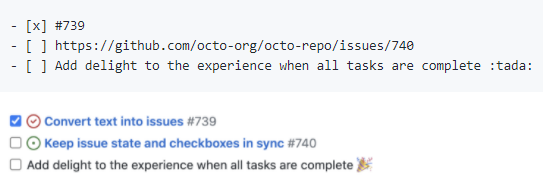 - [x] #739
- [ ] https://github.com/octo-org/octo-repo/issues/740
- [ ] Add delight to the experience when all tasks are complete :tada:
Convert text into issues #739
Keep issue state and checkboxes in sync #740
Add delight to the experience when all tasks are complete 🎉